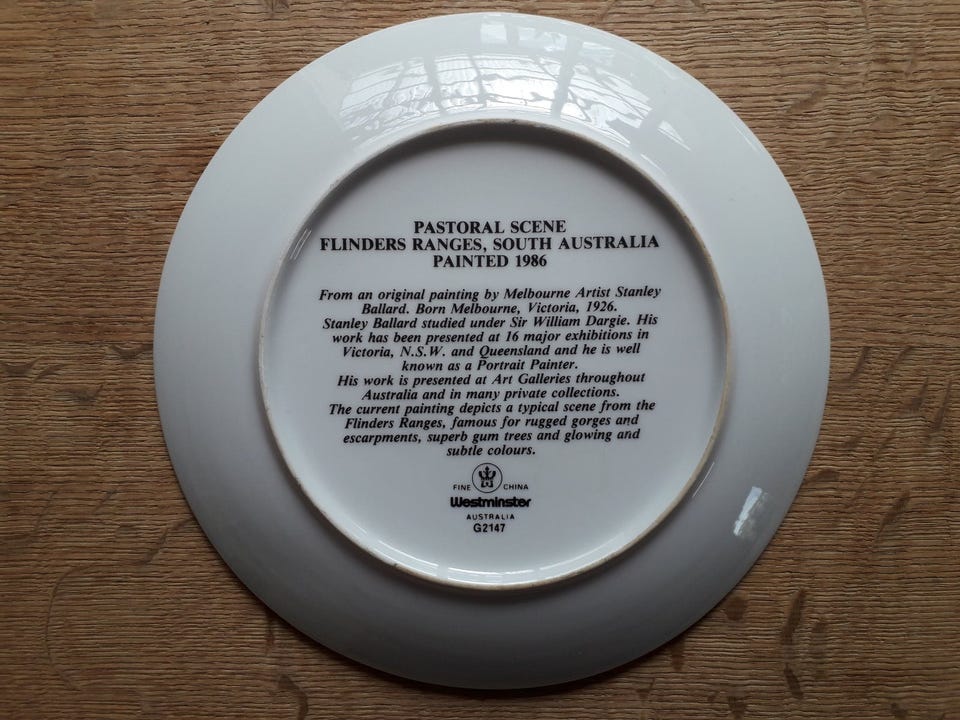 PASTORAL SCENE
FLINDERS RANGES, SOUTH AUSTRALIA
PAINTED 1986
From an original painting by Melbourne Artist Stanley
Ballard. Born Melbourne, Victoria, 1926.
Stanley Ballard studied under Sir William Dargie. His
work has been presented at 16 major exhibitions in
Victoria, N.S.W. and Queensland and he is well
known as a Portrait Painter.
His work is presented at Art Galleries throughout
Australia and in many private collections.
The current painting depicts a typical scene from the
Flinders Ranges, famous for rugged gorges and
escarpments, superb gum trees and glowing and
subtle colours.
FINE CHINA
Westminster
AUSTRALIA
G2147